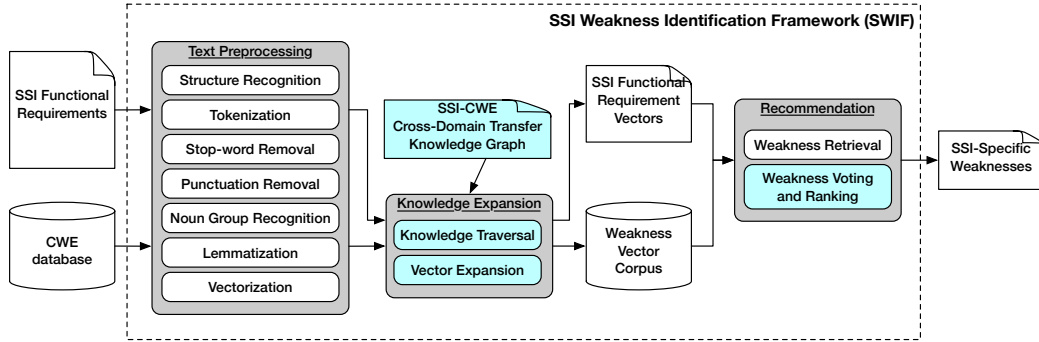 SSI Weakness Identification Framework (SWIF)
SSI Functional
Requirements
CWE
database
Text Preprocessing
Structure Recognition
Tokenization
Stop-word Removal
Punctuation Removal
Noun Group Recognition
Lemmatization
Vectorization
SSI-CWE
Cross-Domain Transfer
Knowledge Graph
Knowledge Expansion
Knowledge Traversal
Vector Expansion
SSI Functional
Requirement
Vectors
Weakness
Vector
Corpus
Recommendation
Weakness Retrieval
Weakness Voting
and Ranking
SSI-Specific
Weaknesses